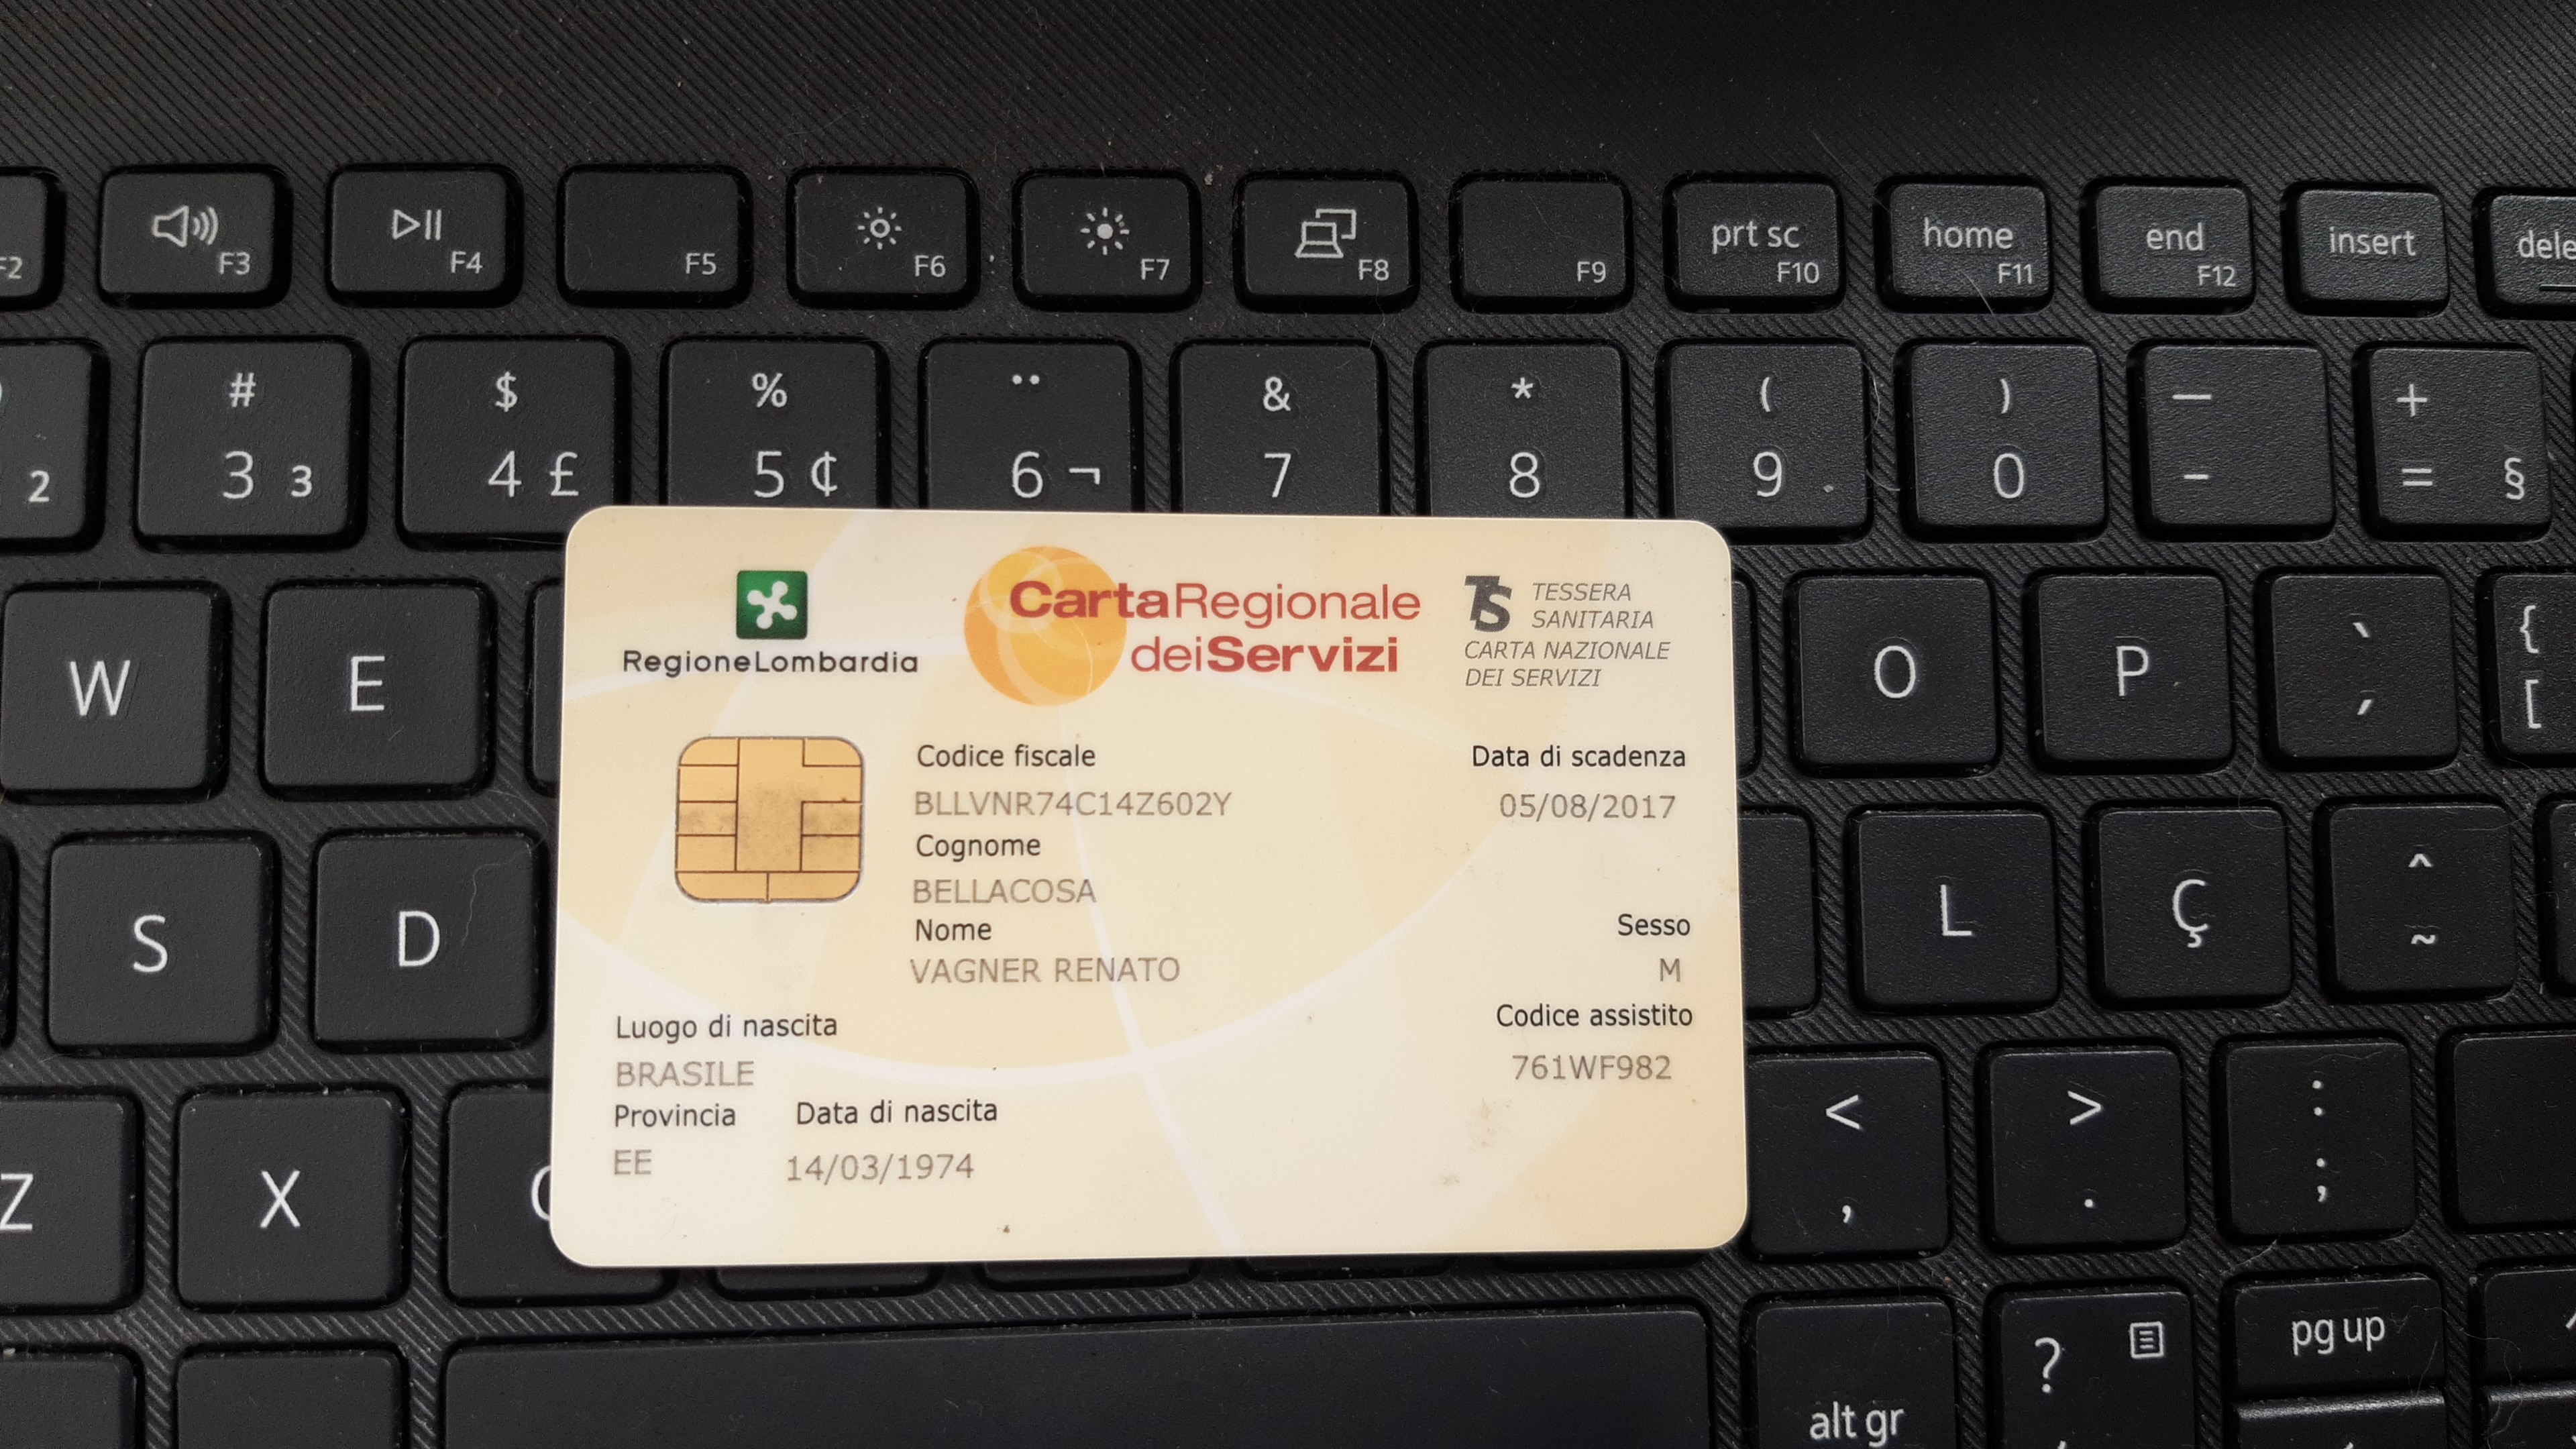 F2 F3 F4 F5 F6 F7 F8 F9 prt sc F10 home F11 end F12 insert dele
2 # 3 3 $ 4 £ % 5 ¢ ¨ 6 ¬ & 7 * 8 ( 9 ) 0 — - + = §
W E O P ` ´ { [
S D L Ç ^ ~
Z X < , > . : ;
alt gr ? / pg up
RegioneLombardia
CartaRegionale
deiServizi
TS TESSERA
SANITARIA
CARTA NAZIONALE
DEI SERVIZI
Codice fiscale
BLLVNR74C14Z602Y
Data di scadenza
05/08/2017
Cognome
BELLACOSA
Nome
VAGNER RENATO
Sesso
M
Luogo di nascita
BRASILE
Codice assistito
761WF982
Provincia
EE
Data di nascita
14/03/1974